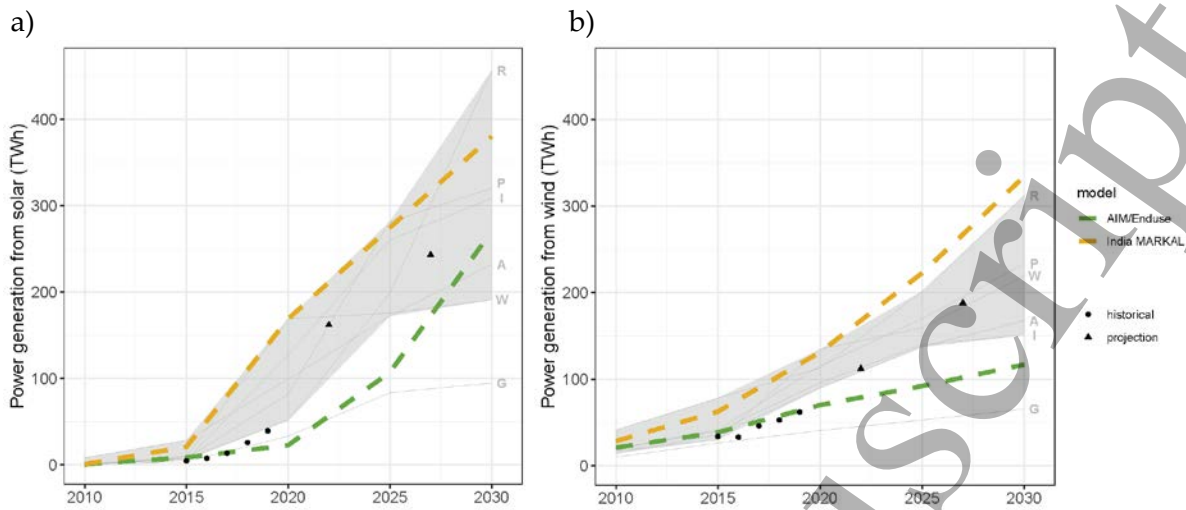 a)
Power generation from solar (TWh)
400
300
200
100
0
2010 2015 2020 2025 2030
R
P
I
A
W
G
b)
Power generation from wind (TWh)
400
300
200
100
0
2010 2015 2020 2025 2030
R
P
W
A
I
G
model
AIM/Enduse
India MARKAL
historical
projection
script